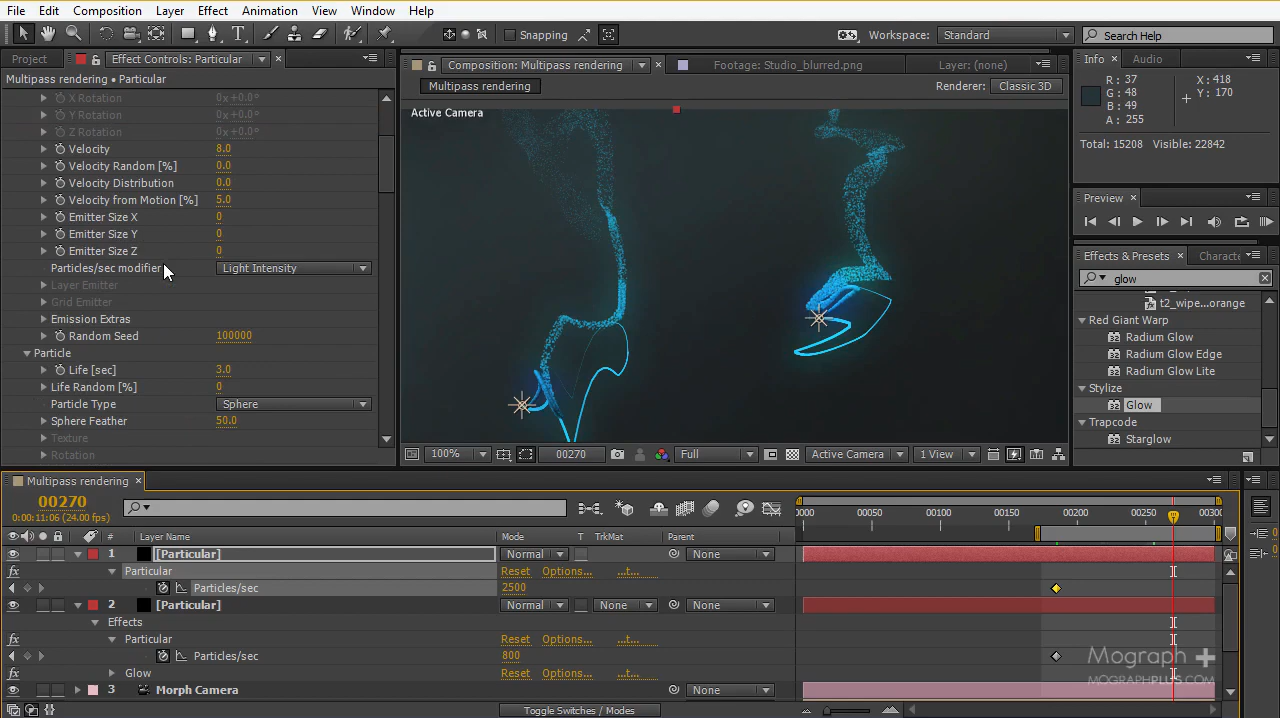 File Edit Composition Layer Effect Animation View Window Help
Snapping Workspace: Standard Search Help
Project Effect Controls: Particular Composition: Multipass rendering Footage: Studio_blurred.png Layer: (none) Info Audio
Multipass rendering • Particular Multipass rendering Renderer: Classic 3D R: 37 X: 418
X Rotation 0x +0.0° Active Camera G: 48 Y: 170
Y Rotation 0x +0.0° B: 49
Z Rotation 0x +0.0° A: 255
Velocity 8.0 Total: 15208 Visible: 22842
Velocity Random [%] 0.0
Velocity Distribution 0.0
Velocity from Motion [%] 5.0 Preview
Emitter Size X 0
Emitter Size Y 0
Emitter Size Z 0 Effects & Presets Characte
Particles/sec modifier Light Intensity glow
Layer Emitter
Grid Emitter t2_wipe...orange
Emission Extras Red Giant Warp
Random Seed 100000 Radium Glow
Particle Radium Glow Edge
Life [sec] 3.0 Radium Glow Lite
Life Random [%] 0 Stylize
Particle Type Sphere Glow
Sphere Feather 50.0 Trapcode
Texture Starglow
Rotation 100% 00270 Full Active Camera 1 View
Multipass rendering
00270
0:00:11:06 (24.00 fps) 0000 00050 00100 00150 00200 00250 00300
# Layer Name Mode T TrkMat Parent
1 [Particular] Normal None
fx Particular Reset Options... ...t...
Particles/sec 2500
2 [Particular] Normal None None
Effects
fx Particular Reset Options... ...t...
Particles/sec 800 Mograph +
fx Glow Reset Options... ...t... MOGRAPHPLUS.COM
3 Morph Camera None
Toggle Switches / Modes